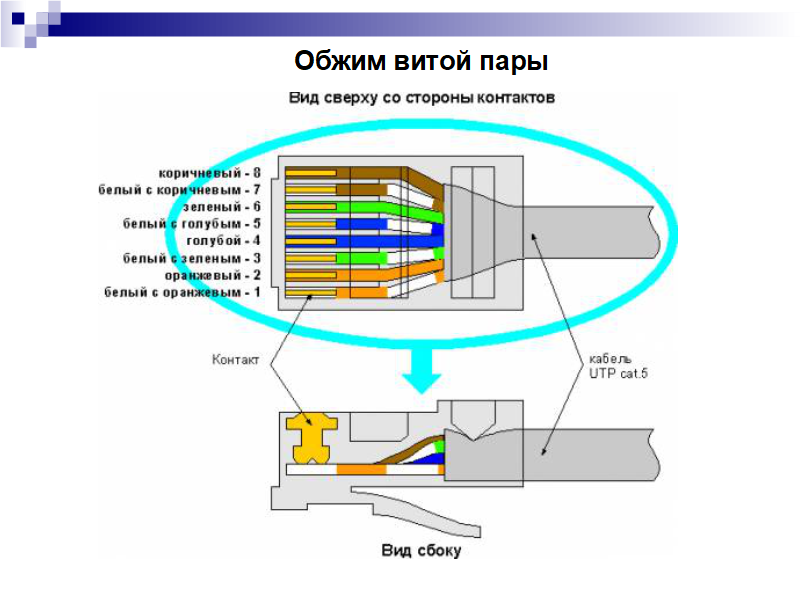 Обжим витой пары
Вид сверху со стороны контактов
коричневый - 8
белый с коричневым - 7
зеленый - 6
белый с голубым - 5
голубой - 4
белый с зеленым - 3
оранжевый - 2
белый с оранжевым - 1
Контакт
кабель
UTP cat.5
Вид сбоку